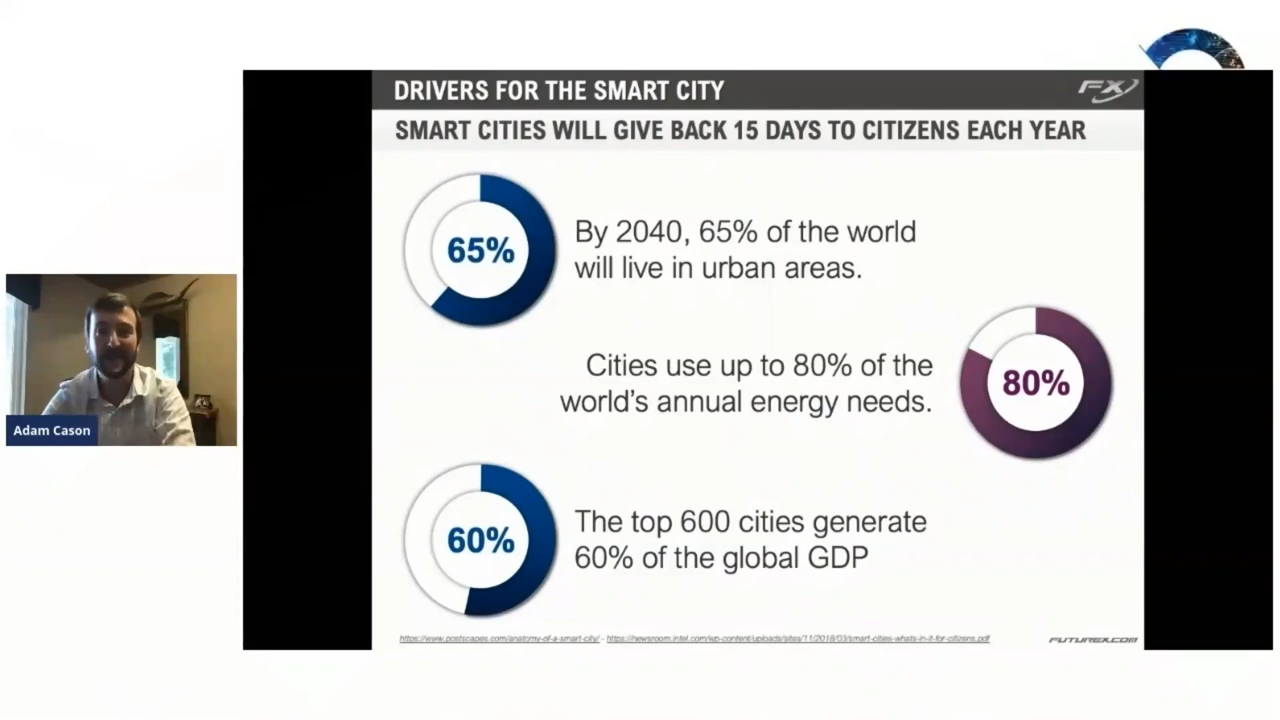 DRIVERS FOR THE SMART CITY
FX
SMART CITIES WILL GIVE BACK 15 DAYS TO CITIZENS EACH YEAR
65%
By 2040, 65% of the world
will live in urban areas.
Cities use up to 80% of the
world's annual energy needs.
80%
60%
The top 600 cities generate
60% of the global GDP
Adam Cason
https://www.postscapes.com/anatomy-of-a-smart-city/ - https://newsroom.intel.com/wp-content/uploads/sites/11/2018/03/smart-cities-whats-in-it-for-citizens.pdf
FUTUREX.COM